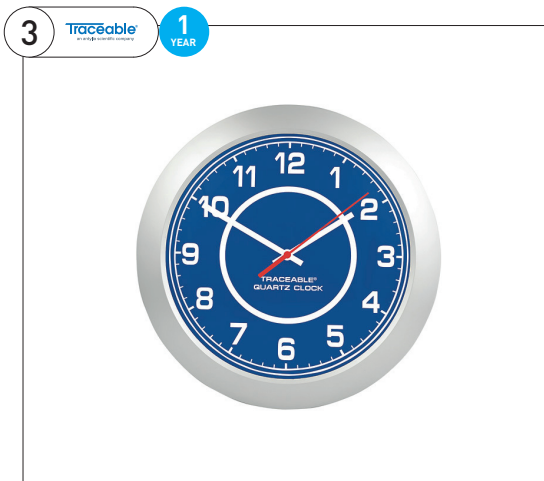 3
Traceable®
an antylia scientific company
1
YEAR
12
1
2
3
4
5
6
7
8
9
10
11
TRACEABLE®
QUARTZ CLOCK